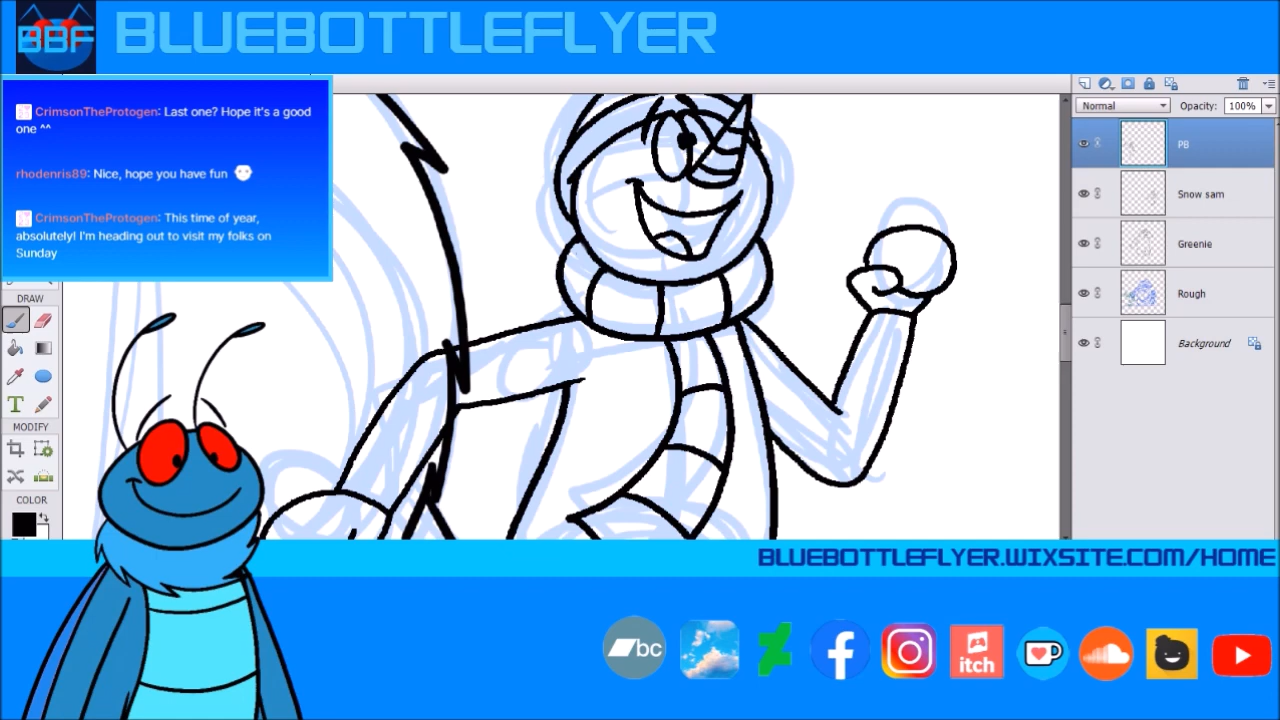 BBF
BLUEBOTTLEFLYER
CrimsonTheProtogen: Last one? Hope it's a good
one ^^
rhodenris89: Nice, hope you have fun
CrimsonTheProtogen: This time of year,
absolutely! I'm heading out to visit my folks on
Sunday
Normal
Opacity: 100%
PB
Snow sam
Greenie
Rough
Background
DRAW
T
MODIFY
COLOR
BLUEBOTTLEFLYER.WIXSITE.COM/HOME
bc
itch